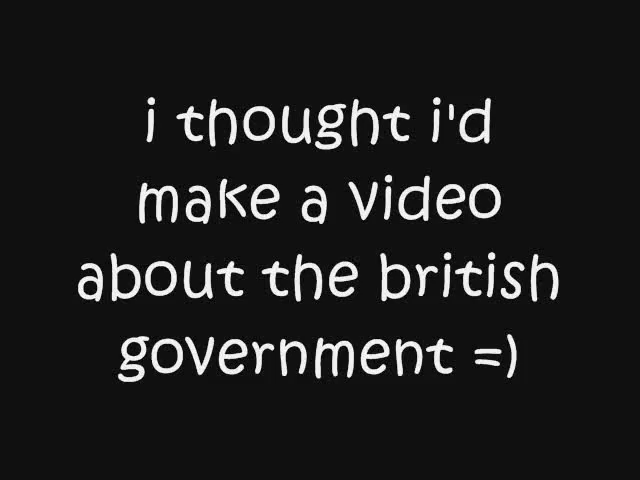 i thought i'd
make a video
about the british
government =)